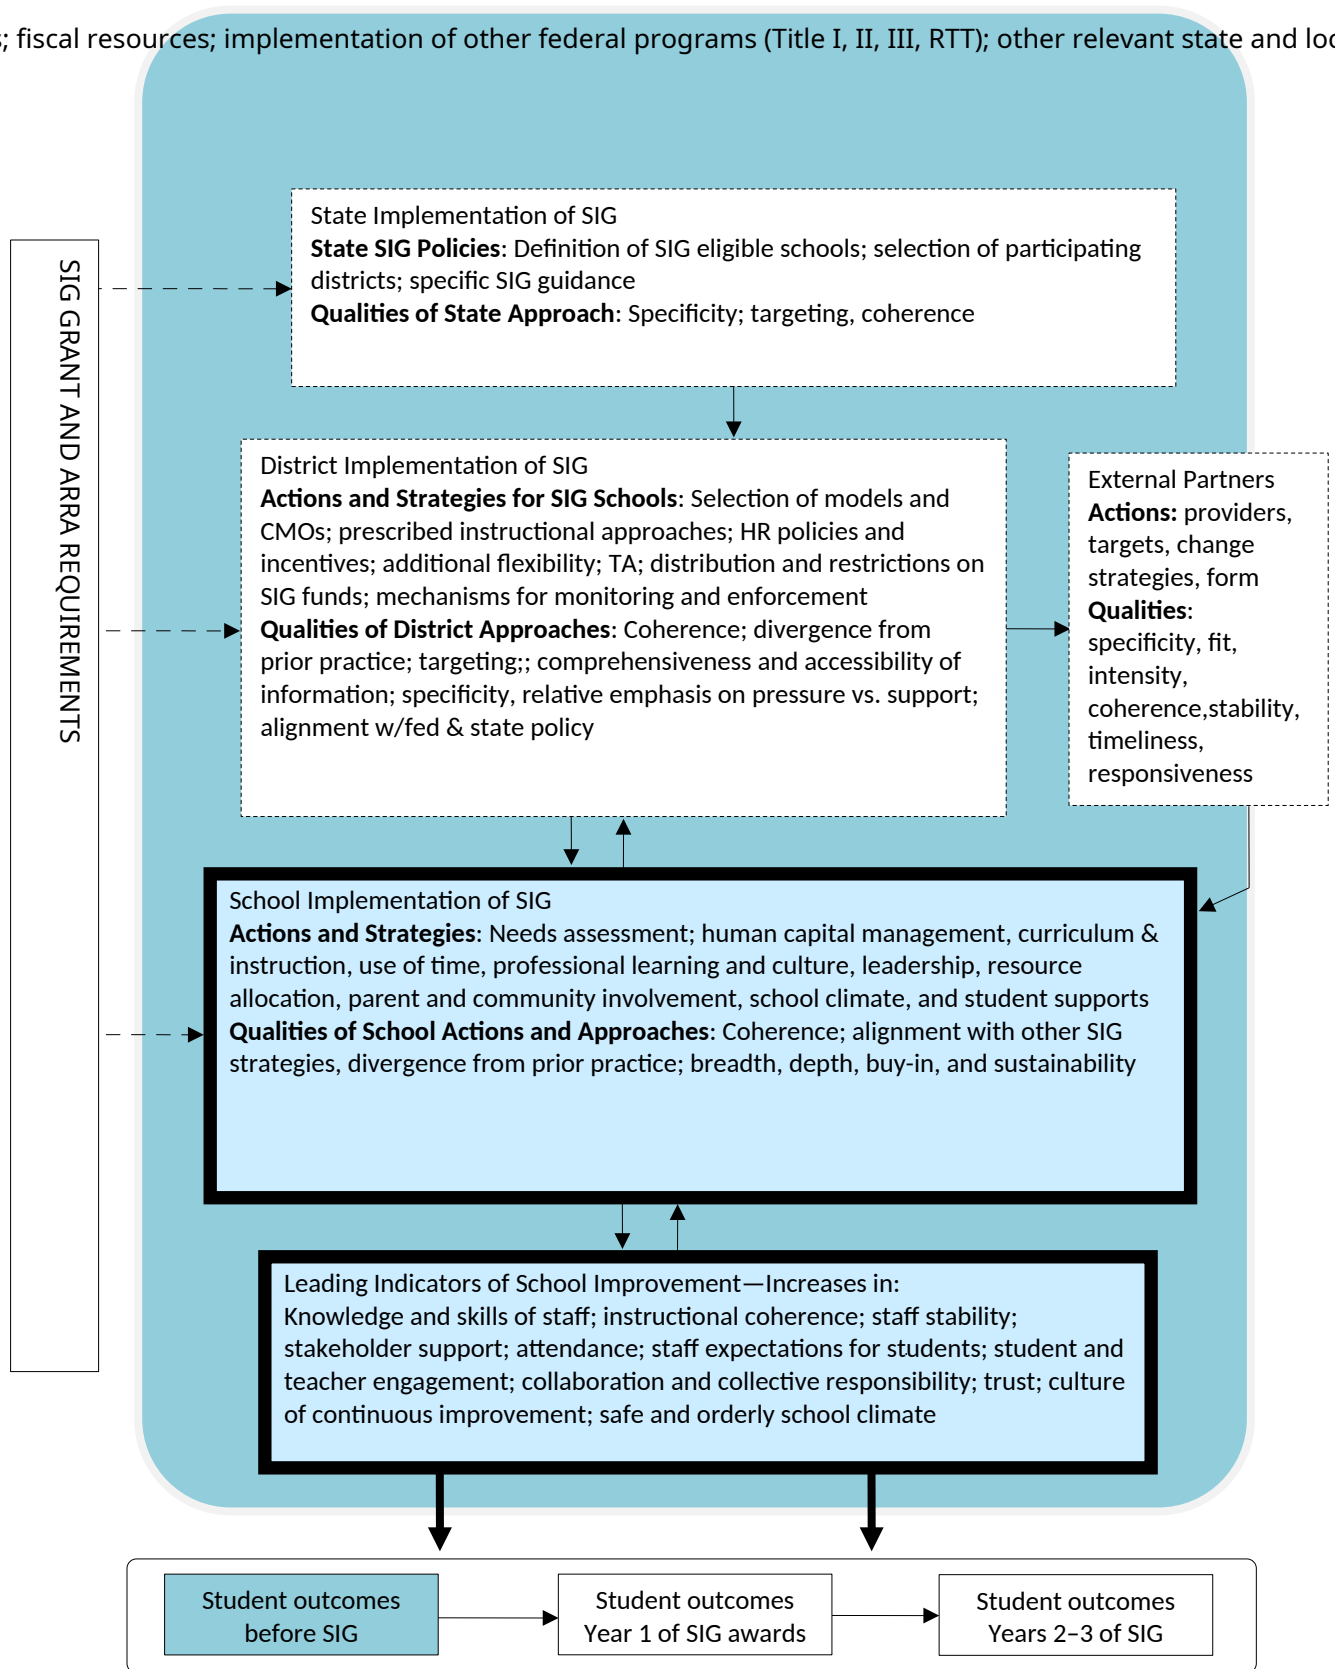 ; fiscal resources; implementation of other federal programs (Title I, II, III, RTT); other relevant state and
State Implementation of SIG
State SIG Policies: Definition of SIG eligible schools; selection of participating
districts; specific SIG guidance
Qualities of State Approach: Specificity; targeting, coherence
SIG GRANT AND ARRA REQUIREMENTS
District Implementation of SIG
Actions and Strategies for SIG Schools: Selection of models and
CMOs; prescribed instructional approaches; HR policies and
incentives; additional flexibility; TA; distribution and restrictions on
SIG funds; mechanisms for monitoring and enforcement
Qualities of District Approaches: Coherence; divergence from
prior practice; targeting;; comprehensiveness and accessibility of
information; specificity, relative emphasis on pressure vs. support;
alignment w/fed & state policy
External Partners
Actions: providers,
targets, change
strategies, form
Qualities:
specificity, fit,
intensity,
coherence,stability,
timeliness,
responsiveness
School Implementation of SIG
Actions and Strategies: Needs assessment; human capital management, curriculum &
instruction, use of time, professional learning and culture, leadership, resource
allocation, parent and community involvement, school climate, and student supports
Qualities of School Actions and Approaches: Coherence; alignment with other SIG
strategies, divergence from prior practice; breadth, depth, buy-in, and sustainability
Leading Indicators of School Improvement—Increases in:
Knowledge and skills of staff; instructional coherence; staff stability;
stakeholder support; attendance; staff expectations for students; student and
teacher engagement; collaboration and collective responsibility; trust; culture
of continuous improvement; safe and orderly school climate
Student outcomes
before SIG
Student outcomes
Year 1 of SIG awards
Student outcomes
Years 2–3 of SIG